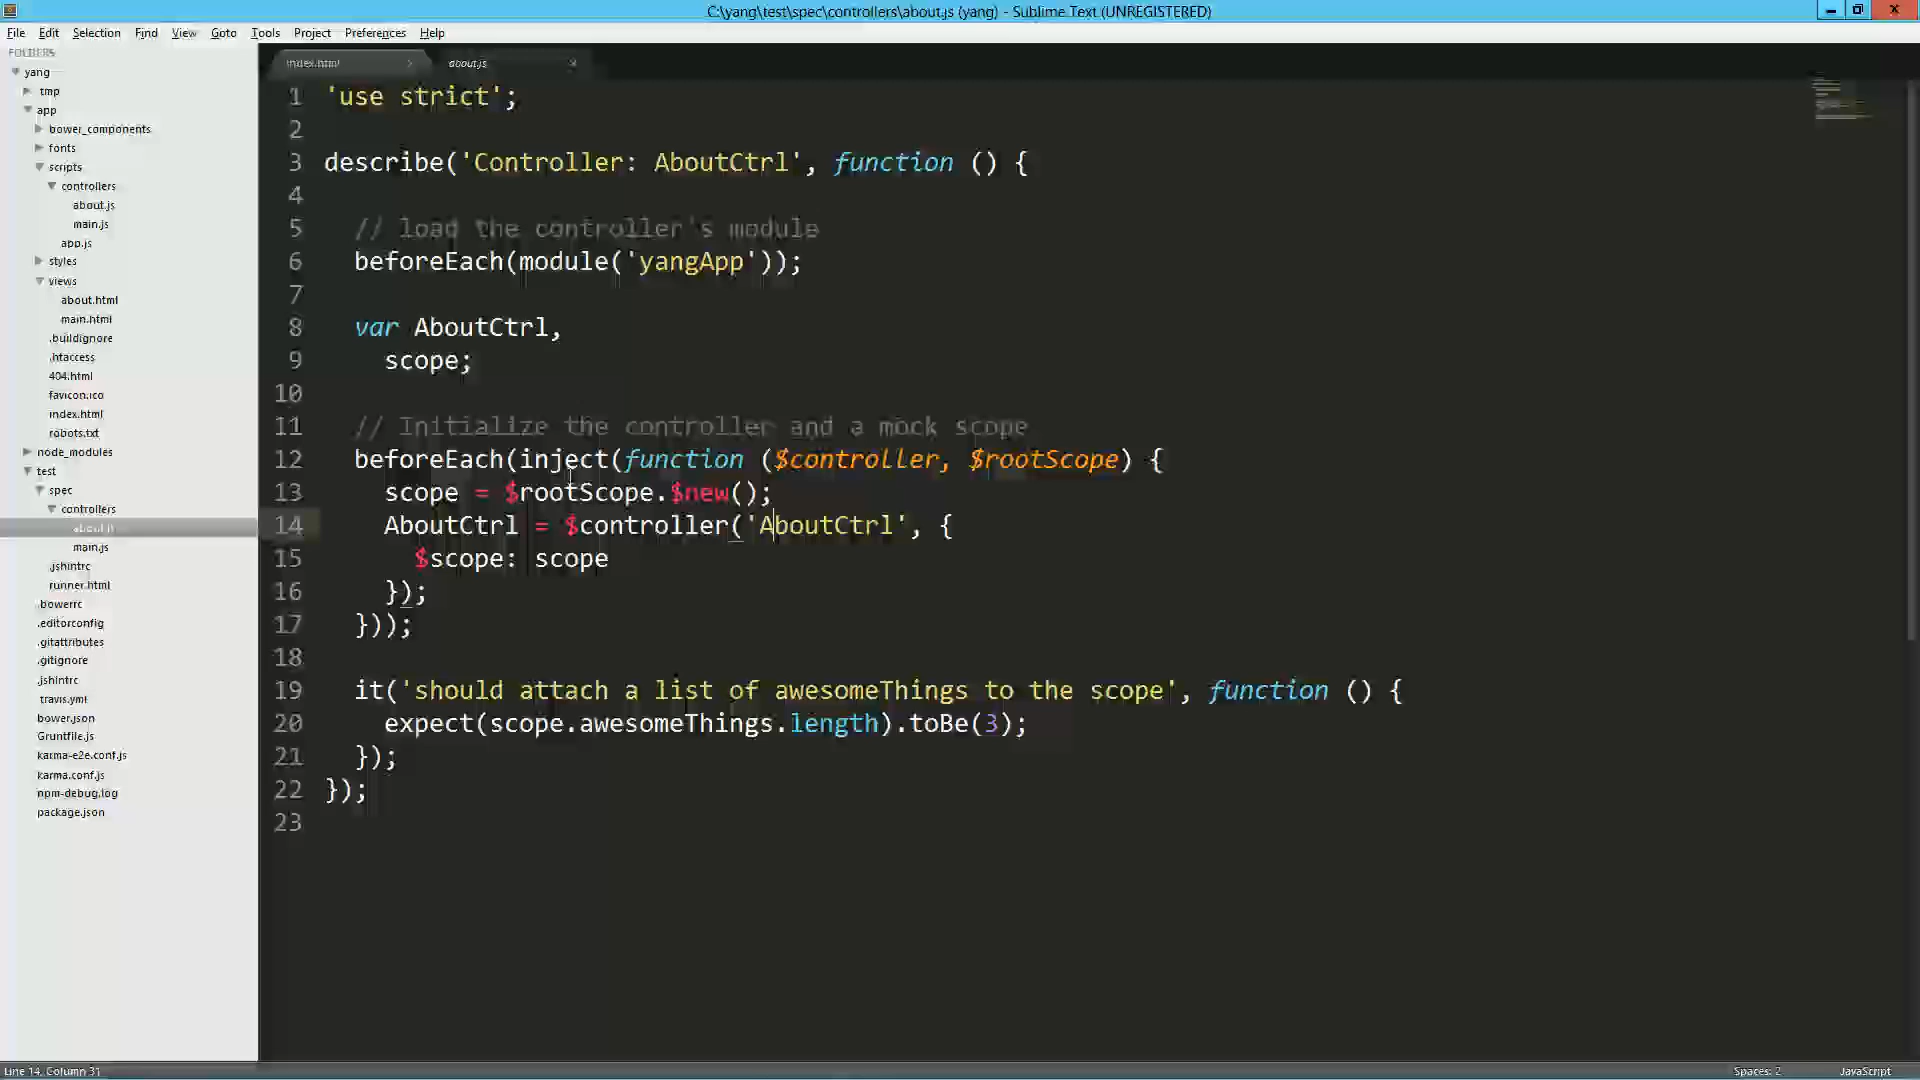 C:\yang\test\spec\controllers\about.js (yang) - Sublime Text (UNREGISTERED)
File Edit Selection Find View Goto Tools Project Preferences Help
FOLDERS
yang
tmp
app
bower_components
fonts
scripts
controllers
about.js
main.js
app.js
styles
views
about.html
main.html
.buildignore
.htaccess
404.html
favicon.ico
index.html
robots.txt
node_modules
test
spec
controllers
about.js
main.js
.jshintrc
runner.html
.bowerrc
.editorconfig
.gitattributes
.gitignore
.jshintrc
.travis.yml
bower.json
Gruntfile.js
karma-e2e.conf.js
karma.conf.js
npm-debug.log
package.json
index.html about.js
1 'use strict';
2
3 describe('Controller: AboutCtrl', function () {
4
5 // load the controller's module
6 beforeEach(module('yangApp'));
7
8 var AboutCtrl,
9 scope;
10
11 // Initialize the controller and a mock scope
12 beforeEach(inject(function ($controller, $rootScope) {
13 scope = $rootScope.$new();
14 AboutCtrl = $controller('AboutCtrl', {
15 $scope: scope
16 });
17 }));
18
19 it('should attach a list of awesomeThings to the scope', function () {
20 expect(scope.awesomeThings.length).toBe(3);
21 });
22 });
23
Line 14, Column 31 Spaces: 2 JavaScript